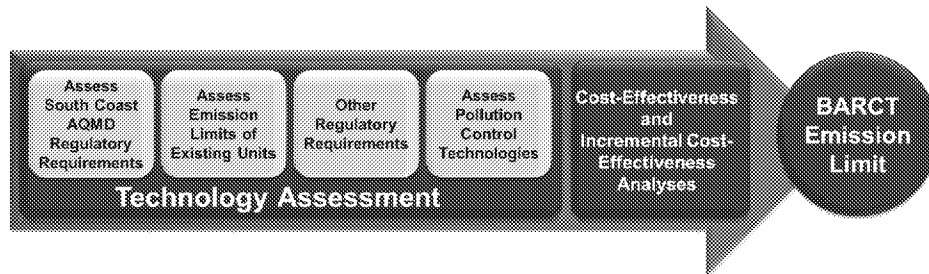 Assess
South Coast
AQMD
Regulatory
Requirements
Assess
Emission
Limits of
Existing Units
Other
Regulatory
Requirements
Assess
Pollution
Control
Technologies
Technology Assessment
Cost-Effectiveness
and
Incremental Cost-
Effectiveness
Analyses
BARCT
Emission
Limit